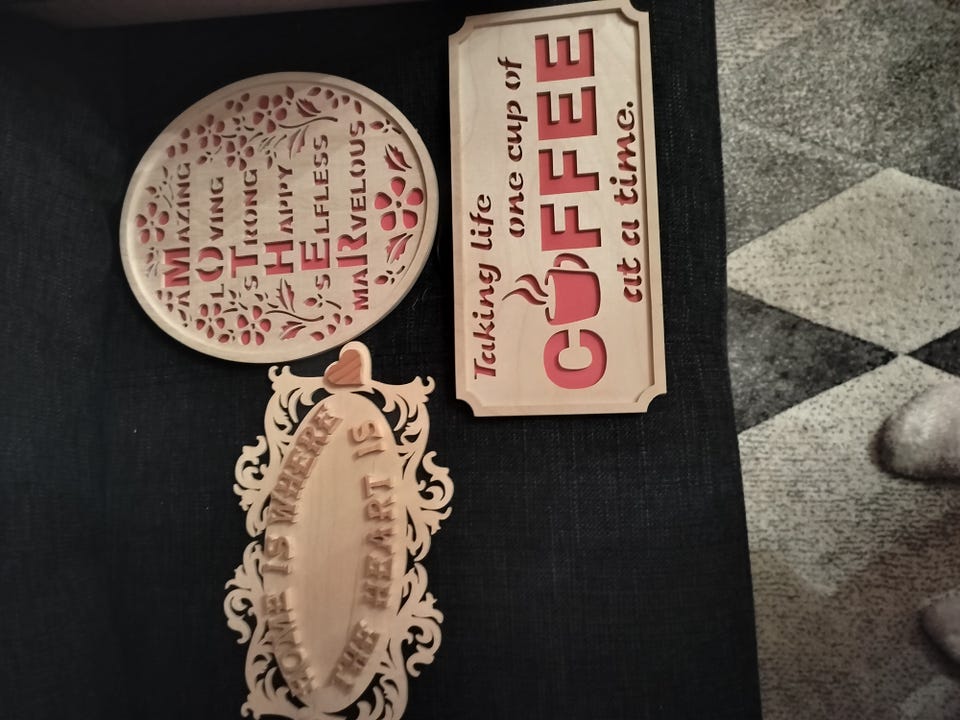 AMAZING
LOVING
STRONG
HAPPY
SELFLESS
MARVELOUS
Taking life
one cup of
COFFEE
at a time.
HOME IS WHERE
THE HEART IS